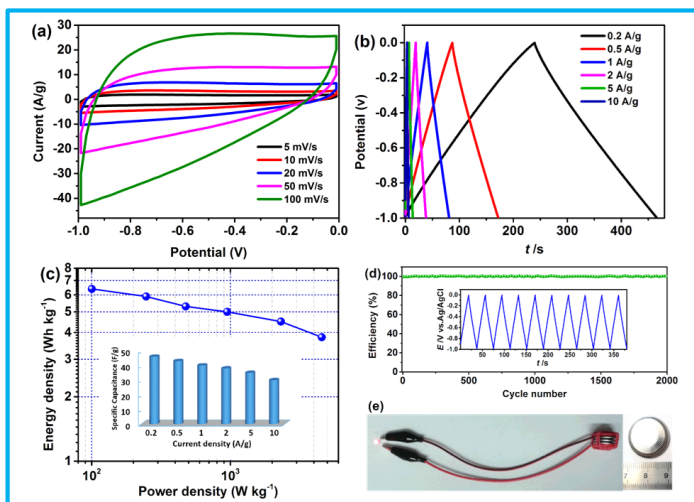 (a)
30
20
10
0
-10
-20
-30
-40
Current (A/g)
5 mV/s
10 mV/s
20 mV/s
50 mV/s
100 mV/s
-1.0 -0.8 -0.6 -0.4 -0.2 0.0
Potential (V)
(b)
0.0
-0.2
-0.4
-0.6
-0.8
-1.0
Potential (v)
0.2 A/g
0.5 A/g
1 A/g
2 A/g
5 A/g
10 A/g
0 100 200 300 400
t /s
(c)
8
7
6
5
4
3
2
1
Energy density (Wh kg⁻¹)
50
40
30
20
10
0
Specific Capacitance (F/g)
0.2 0.5 1 2 5 10
Current density (A/g)
10² 10³
Power density (W kg⁻¹)
(d)
100
80
60
40
20
0
Efficiency (%)
0.0
-0.2
-0.4
-0.6
-0.8
-1.0
E /V vs.Ag/AgCl
50 100 150 200 250 300 350
t / s
0 500 1000 1500 2000
Cycle number
(e)
7 8 9